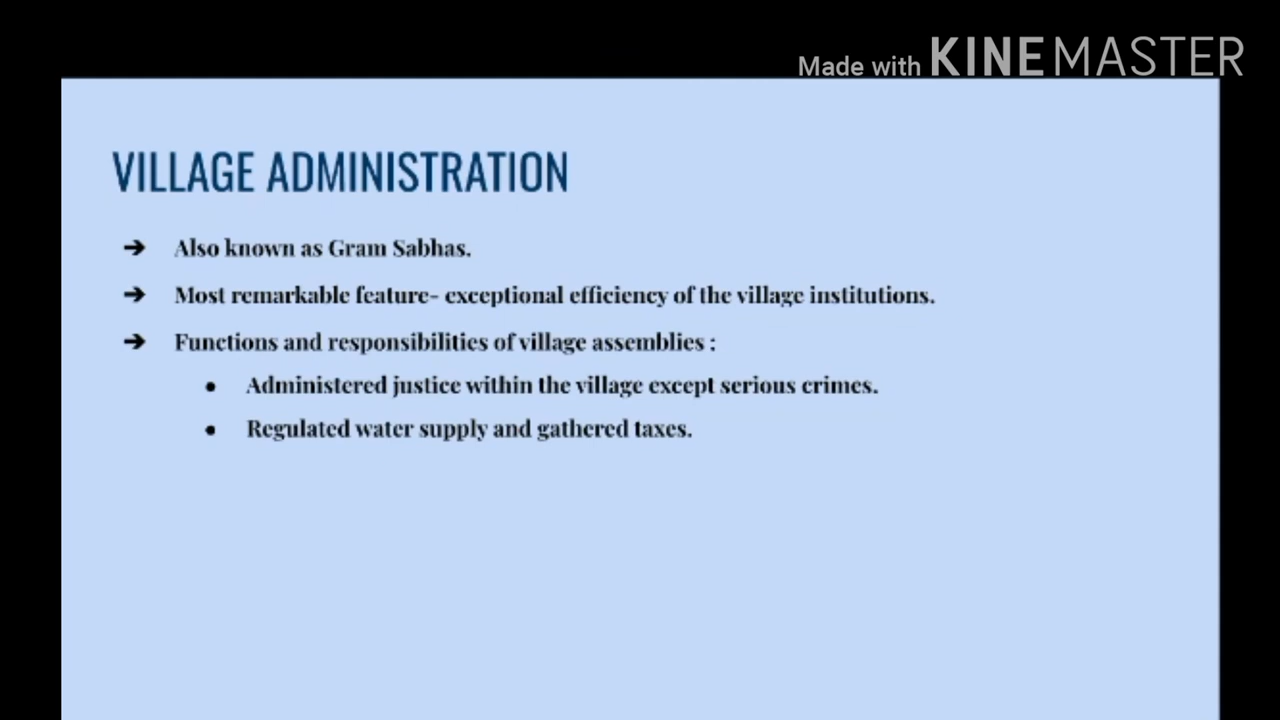 Made with KINEMASTER
VILLAGE ADMINISTRATION
➔ Also known as Gram Sabhas.
➔ Most remarkable feature- exceptional efficiency of the village institutions.
➔ Functions and responsibilities of village assemblies :
● Administered justice within the village except serious crimes.
● Regulated water supply and gathered taxes.